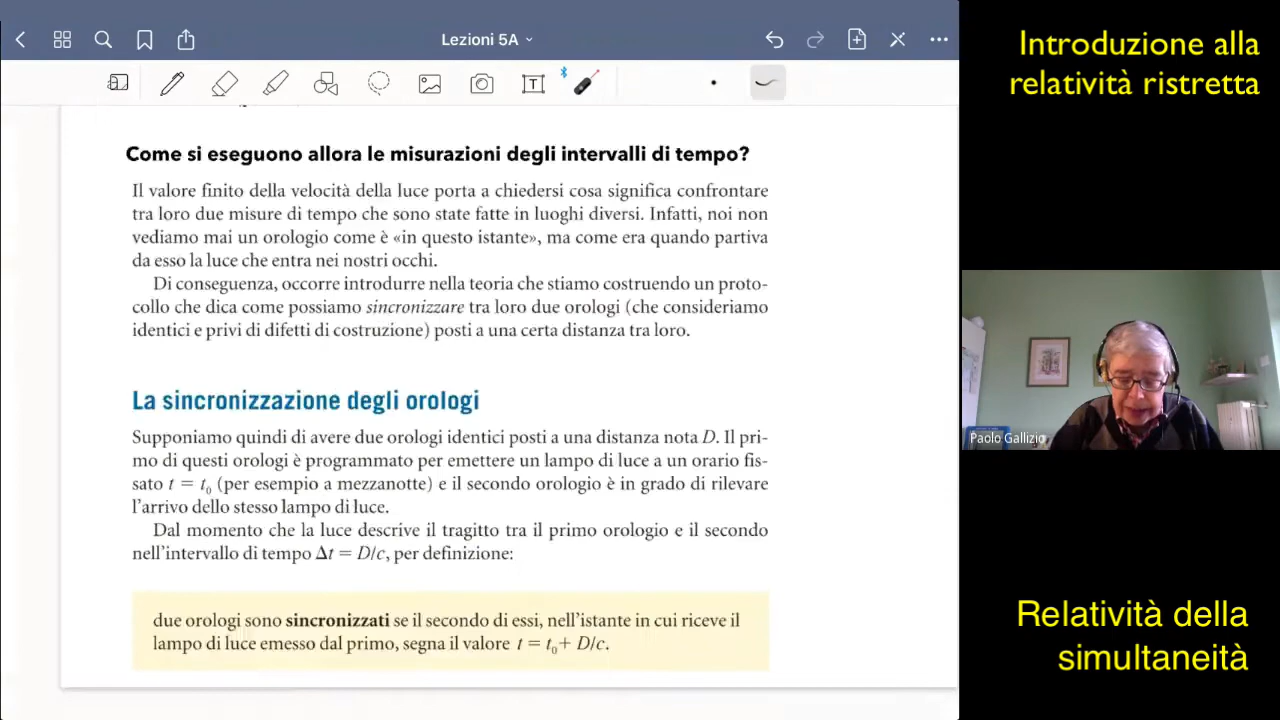 Lezioni 5A
T
Come si eseguono allora le misurazioni degli intervalli di tempo?
Il valore finito della velocità della luce porta a chiedersi cosa significa confrontare
tra loro due misure di tempo che sono state fatte in luoghi diversi. Infatti, noi non
vediamo mai un orologio come è «in questo istante», ma come era quando partiva
da esso la luce che entra nei nostri occhi.
Di conseguenza, occorre introdurre nella teoria che stiamo costruendo un proto-
collo che dica come possiamo sincronizzare tra loro due orologi (che consideriamo
identici e privi di difetti di costruzione) posti a una certa distanza tra loro.
La sincronizzazione degli orologi
Supponiamo quindi di avere due orologi identici posti a una distanza nota D. Il pri-
mo di questi orologi è programmato per emettere un lampo di luce a un orario fis-
sato t = t₀ (per esempio a mezzanotte) e il secondo orologio è in grado di rilevare
l'arrivo dello stesso lampo di luce.
Dal momento che la luce descrive il tragitto tra il primo orologio e il secondo
nell'intervallo di tempo Δt = D/c, per definizione:
due orologi sono sincronizzati se il secondo di essi, nell'istante in cui riceve il
lampo di luce emesso dal primo, segna il valore t = t₀ + D/c.
Introduzione alla
relatività ristretta
Paolo Gallizio
Relatività della
simultaneità